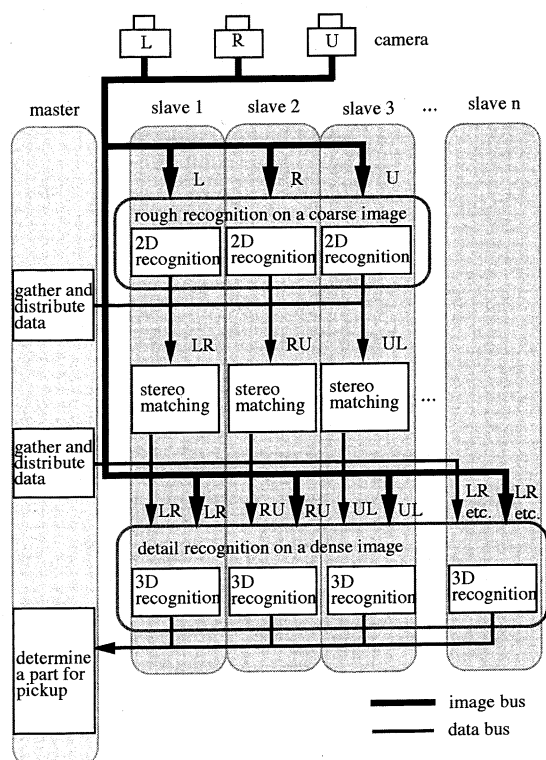 L R U camera
master slave 1 slave 2 slave 3 ... slave n
L R U
rough recognition on a coarse image
2D recognition
2D recognition
2D recognition
gather and distribute data
LR RU UL
stereo matching
stereo matching
stereo matching
...
gather and distribute data
LR LR RU RU UL UL LR etc. LR etc.
detail recognition on a dense image
3D recognition
3D recognition
3D recognition
3D recognition
determine a part for pickup
image bus
data bus